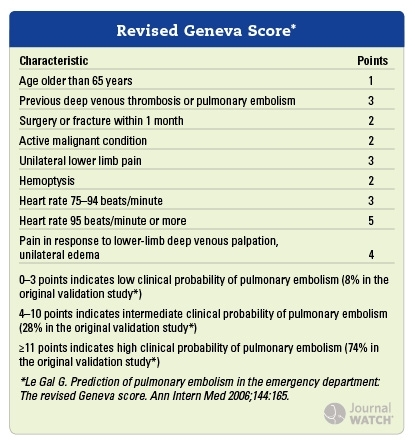 Revised Geneva Score*
Characteristic Points
Age older than 65 years 1
Previous deep venous thrombosis or pulmonary embolism 3
Surgery or fracture within 1 month 2
Active malignant condition 2
Unilateral lower limb pain 3
Hemoptysis 2
Heart rate 75–94 beats/minute 3
Heart rate 95 beats/minute or more 5
Pain in response to lower-limb deep venous palpation,
unilateral edema 4
0–3 points indicates low clinical probability of pulmonary embolism (8% in the
original validation study*)
4–10 points indicates intermediate clinical probability of pulmonary embolism
(28% in the original validation study*)
≥11 points indicates high clinical probability of pulmonary embolism (74% in
the original validation study*)
*Le Gal G. Prediction of pulmonary embolism in the emergency department:
The revised Geneva score. Ann Intern Med 2006;144:165.
Journal
WATCH